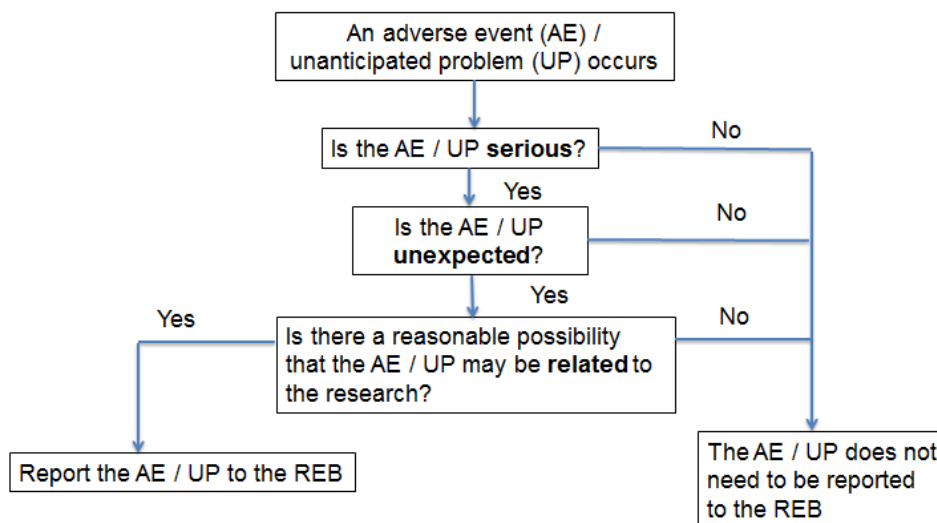 An adverse event (AE) /
unanticipated problem (UP) occurs
No
Is the AE / UP serious?
Yes
Is the AE / UP
unexpected?
No
Yes
Yes
No
Is there a reasonable possibility
that the AE / UP may be related to
the research?
Report the AE / UP to the REB
The AE / UP does not
need to be reported
to the REB